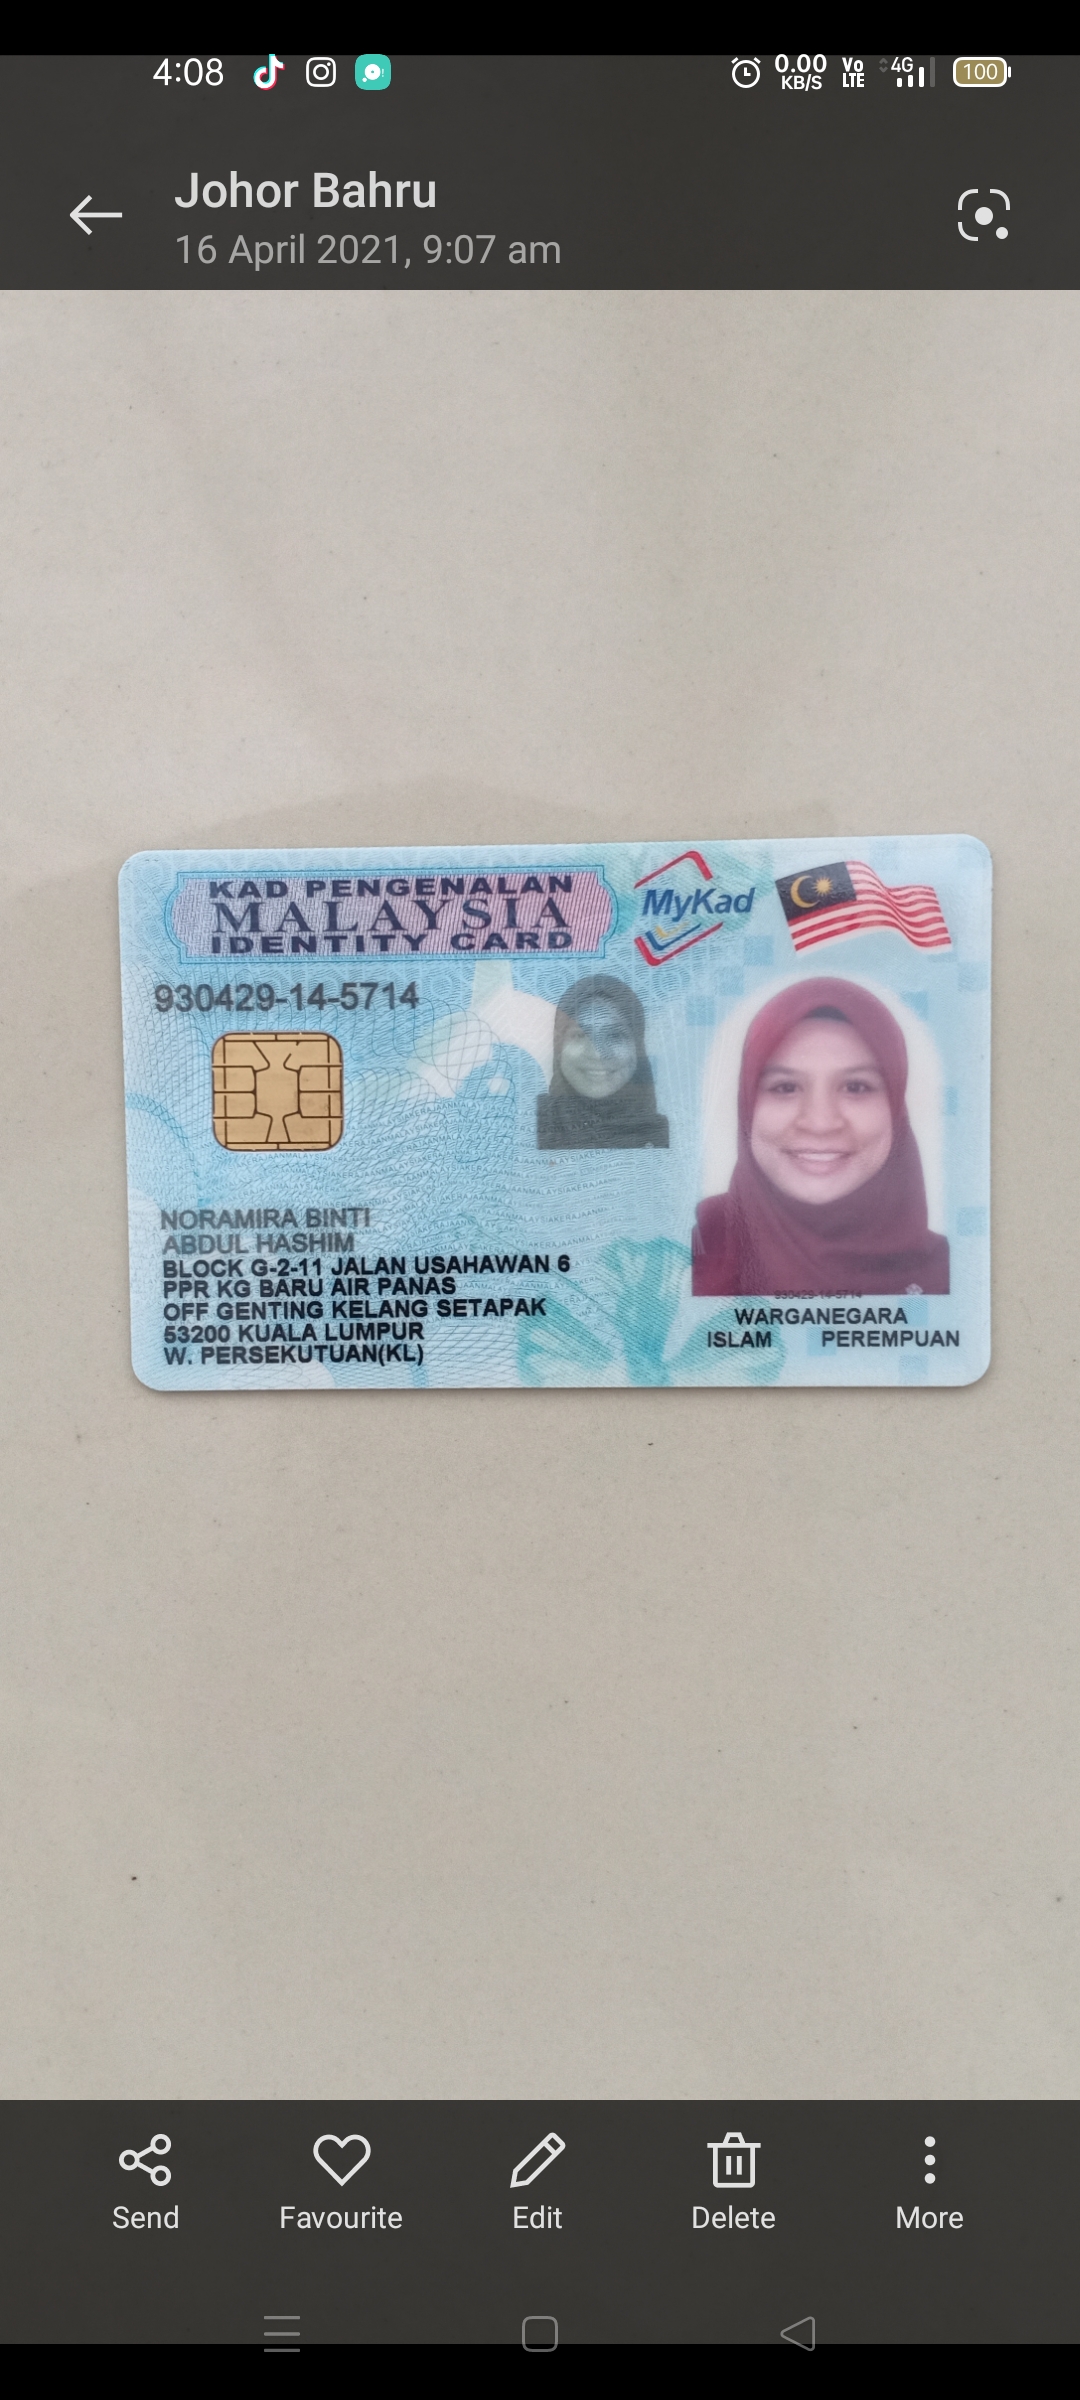 4:08
0.00 KB/S
Vo LTE
4G
100
Johor Bahru
16 April 2021, 9:07 am
KAD PENGENALAN
MALAYSIA
IDENTITY CARD
MyKad
930429-14-5714
NORAMIRA BINTI
ABDUL HASHIM
BLOCK G-2-11 JALAN USAHAWAN 6
PPR KG BARU AIR PANAS
OFF GENTING KELANG SETAPAK
53200 KUALA LUMPUR
W. PERSEKUTUAN(KL)
930429-14-5714
WARGANEGARA
ISLAM PEREMPUAN
Send Favourite Edit Delete More